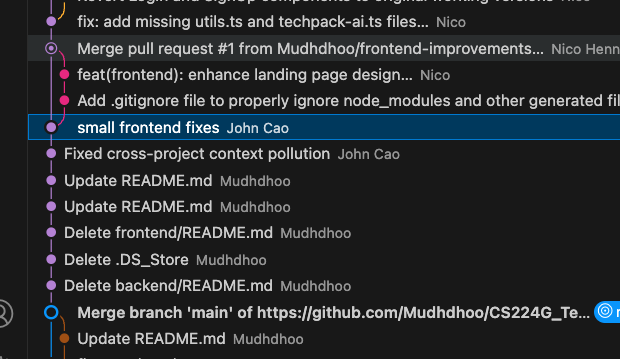 fix: add missing utils.ts and techpack-ai.ts files... Nico
Merge pull request #1 from Mudhdhoo/frontend-improvements... Nico Henn
feat(frontend): enhance landing page design... Nico
Add .gitignore file to properly ignore node_modules and other generated fil
small frontend fixes John Cao
Fixed cross-project context pollution John Cao
Update README.md Mudhdhoo
Update README.md Mudhdhoo
Delete frontend/README.md Mudhdhoo
Delete .DS_Store Mudhdhoo
Delete backend/README.md Mudhdhoo
Merge branch 'main' of https://github.com/Mudhdhoo/CS224G_Te...
Update README.md Mudhdhoo